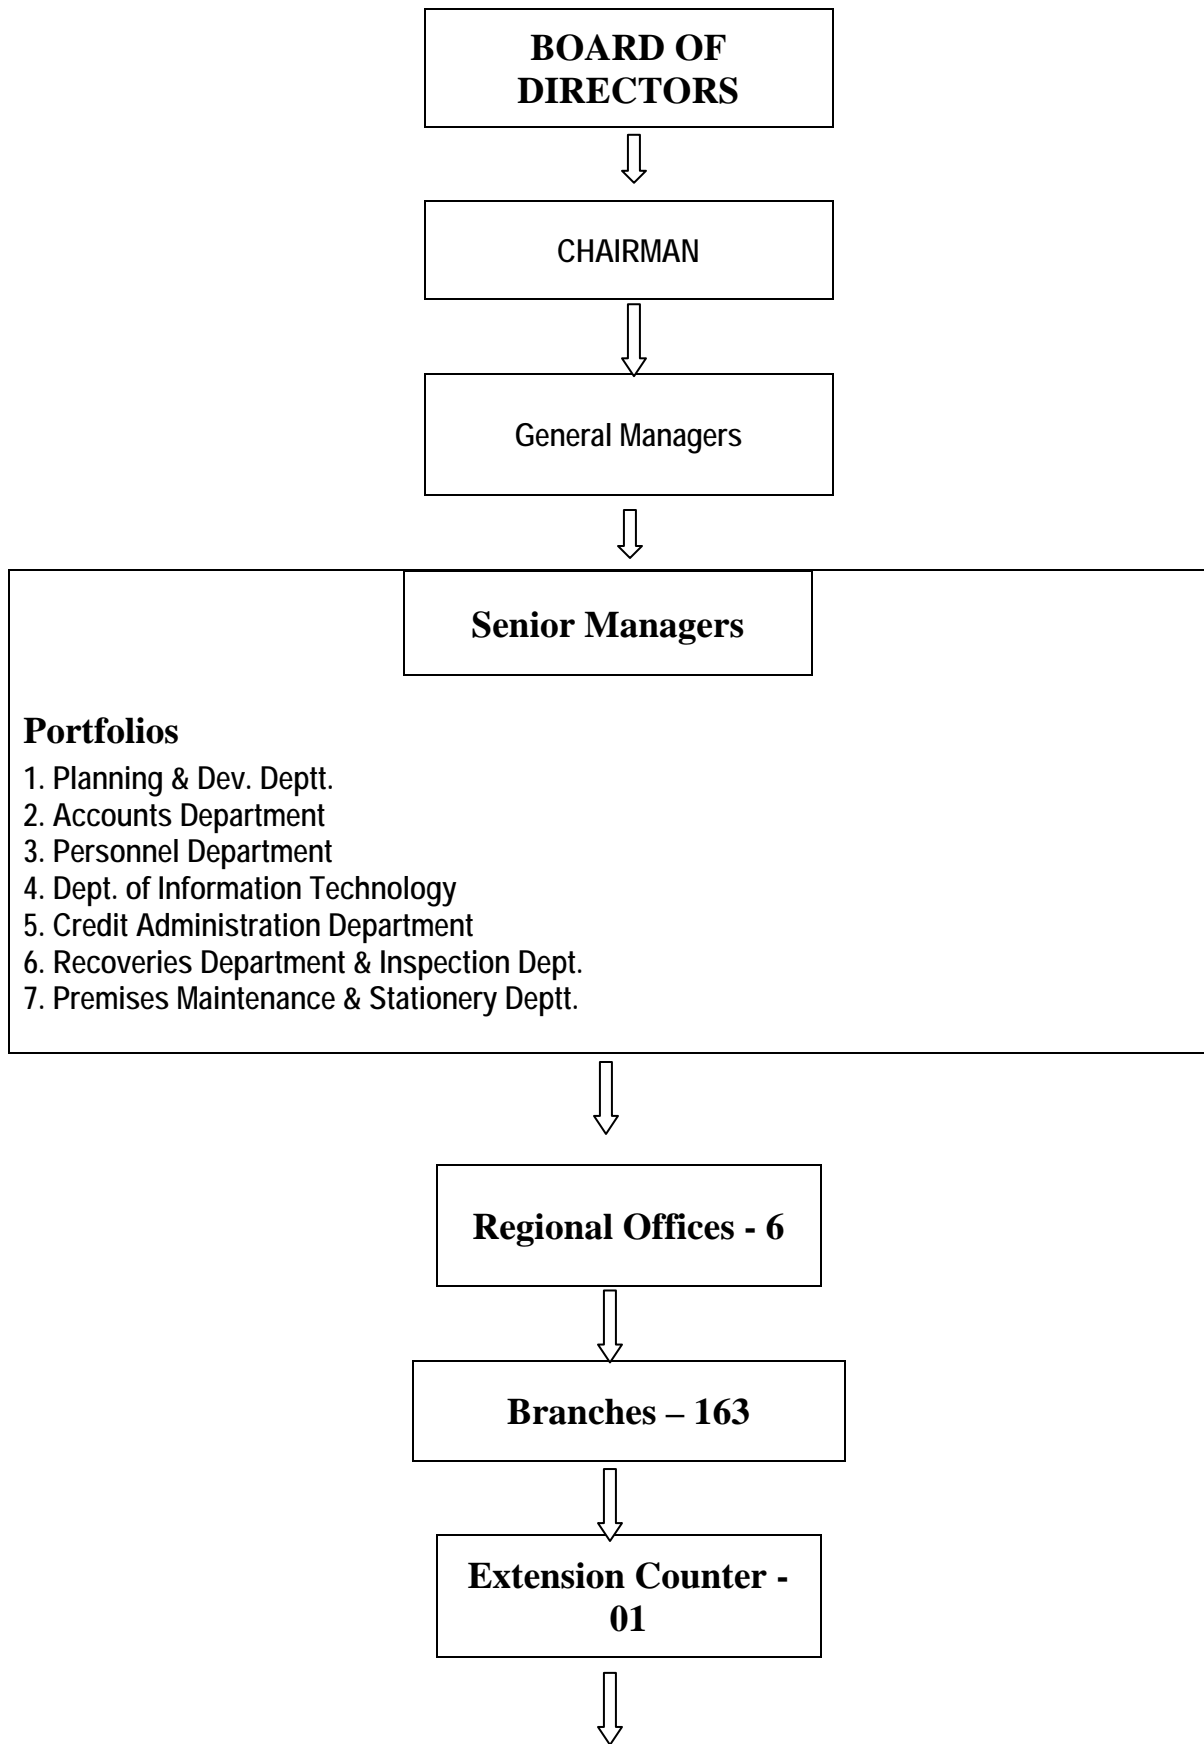 BOARD OF
DIRECTORS
CHAIRMAN
General Managers
Senior Managers
Portfolios
1. Planning & Dev. Deptt.
2. Accounts Department
3. Personnel Department
4. Dept. of Information Technology
5. Credit Administration Department
6. Recoveries Department & Inspection Dept.
7. Premises Maintenance & Stationery Deptt.
Regional Offices - 6
Branches – 163
Extension Counter -
01